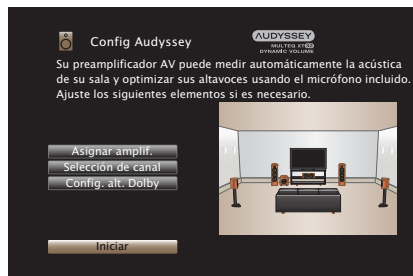 Config Audyssey
AUDYSSEY
MULTEQ XT32
DYNAMIC VOLUME
Su preamplificador AV puede medir automáticamente la acústica
de su sala y optimizar sus altavoces usando el micrófono incluido.
Ajuste los siguientes elementos si es necesario.
Asignar amplif.
Selección de canal
Config. alt. Dolby
Iniciar